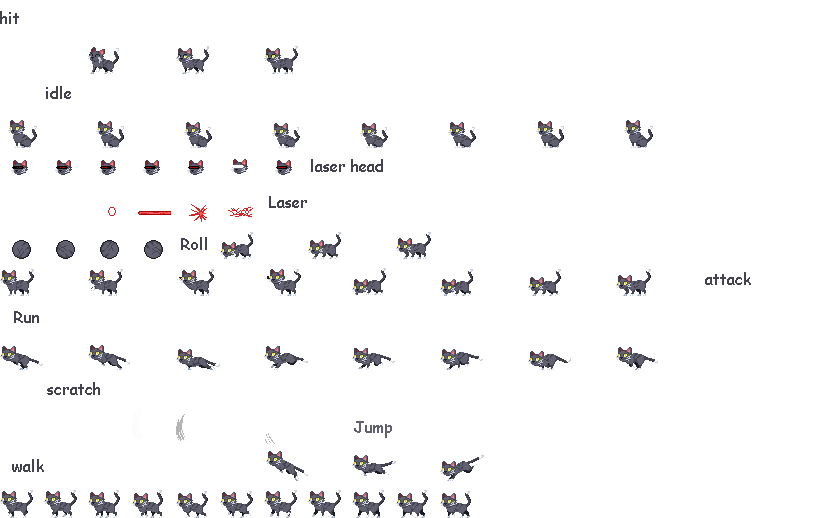 hit
idle
laser head
Laser
Roll
attack
Run
scratch
Jump
walk